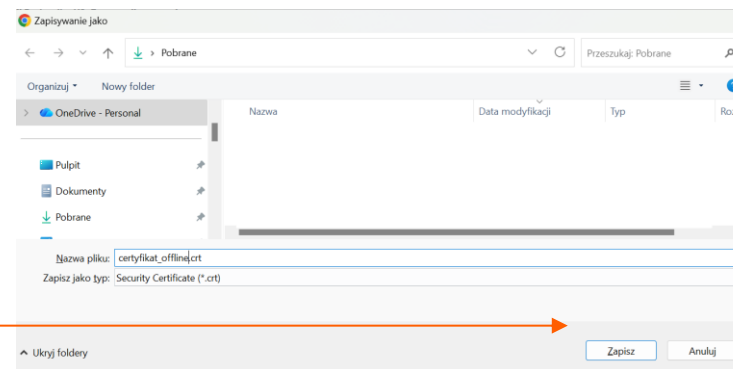 Zapisywanie jako
Pobrane
Przeszukaj: Pobrane
Organizuj
Nowy folder
OneDrive - Personal
Nazwa
Data modyfikacji
Typ
Pulpit
Dokumenty
Pobrane
Nazwa pliku: certyfikat_offline.crt
Zapisz jako typ: Security Certificate (*.crt)
Ukryj foldery
Zapisz
Anuluj